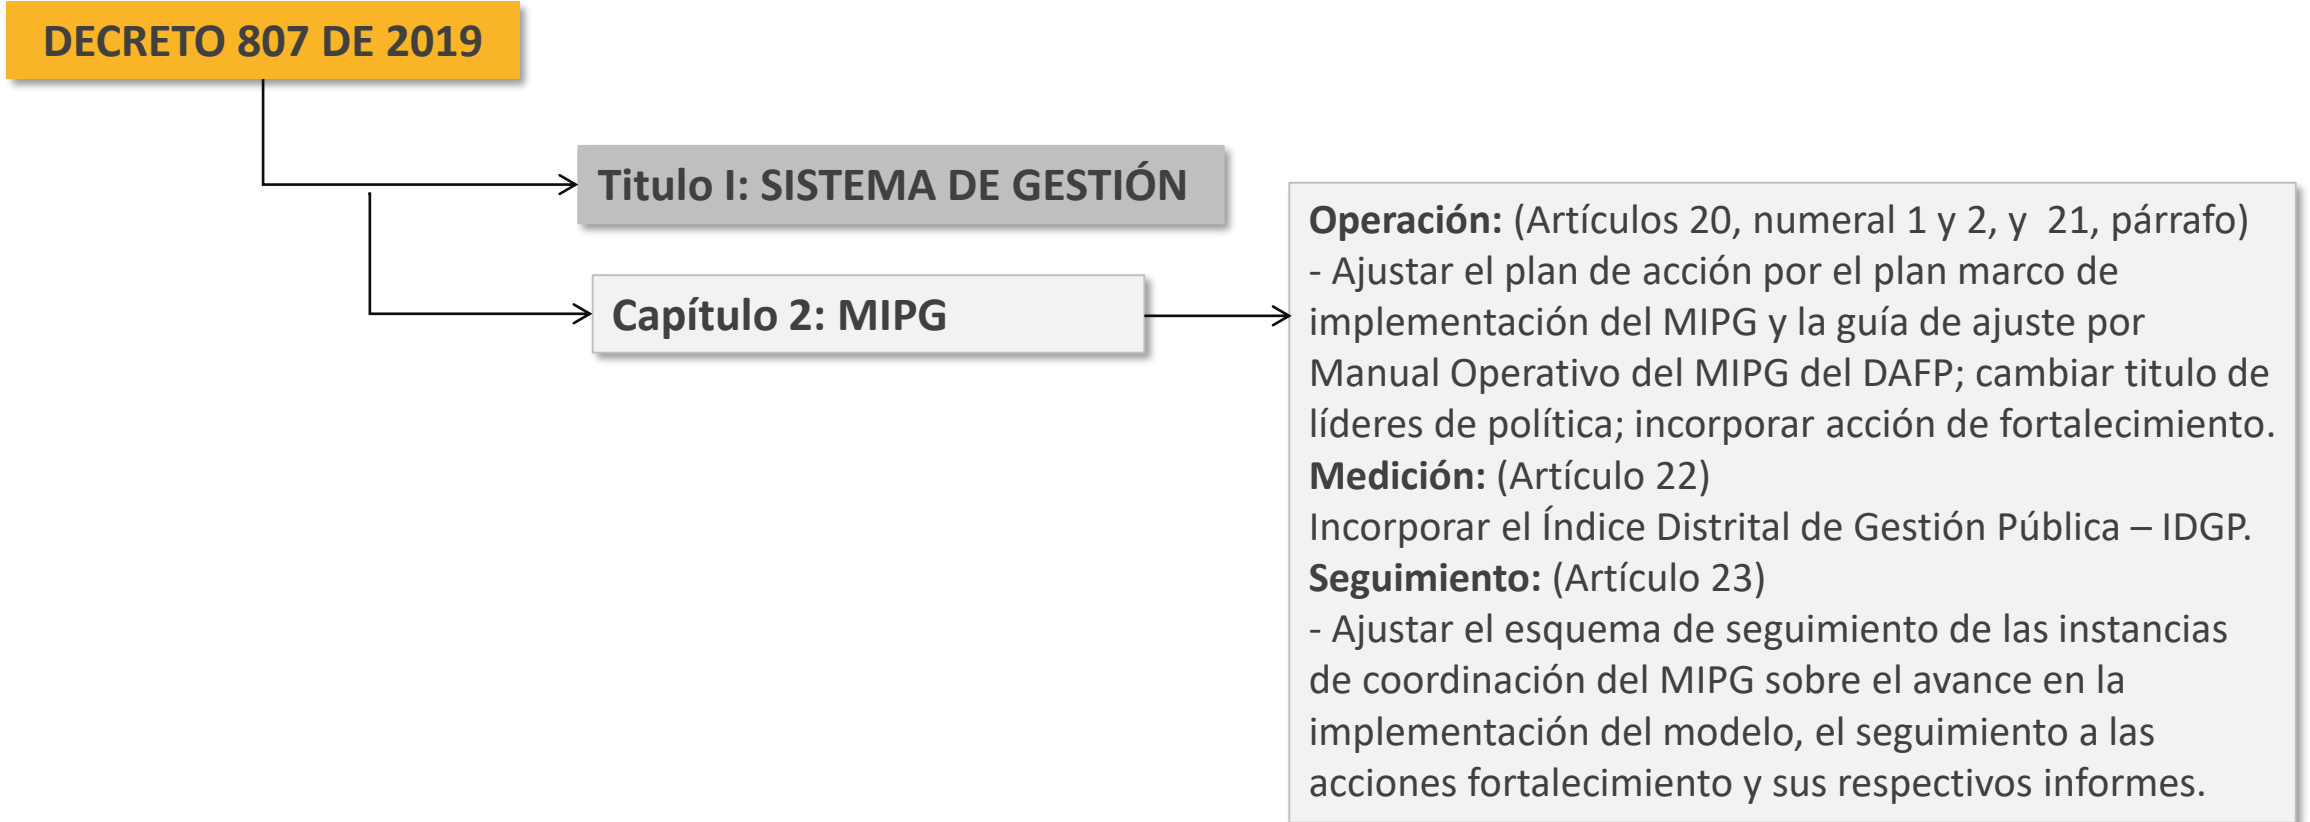 DECRETO 807 DE 2019
Titulo I: SISTEMA DE GESTIÓN
Capítulo 2: MIPG
Operación: (Artículos 20, numeral 1 y 2, y  21, párrafo)
- Ajustar el plan de acción por el plan marco de
implementación del MIPG y la guía de ajuste por
Manual Operativo del MIPG del DAFP; cambiar titulo de
líderes de política; incorporar acción de fortalecimiento.
Medición: (Artículo 22)
Incorporar el Índice Distrital de Gestión Pública – IDGP.
Seguimiento: (Artículo 23)
- Ajustar el esquema de seguimiento de las instancias
de coordinación del MIPG sobre el avance en la
implementación del modelo, el seguimiento a las
acciones fortalecimiento y sus respectivos informes.